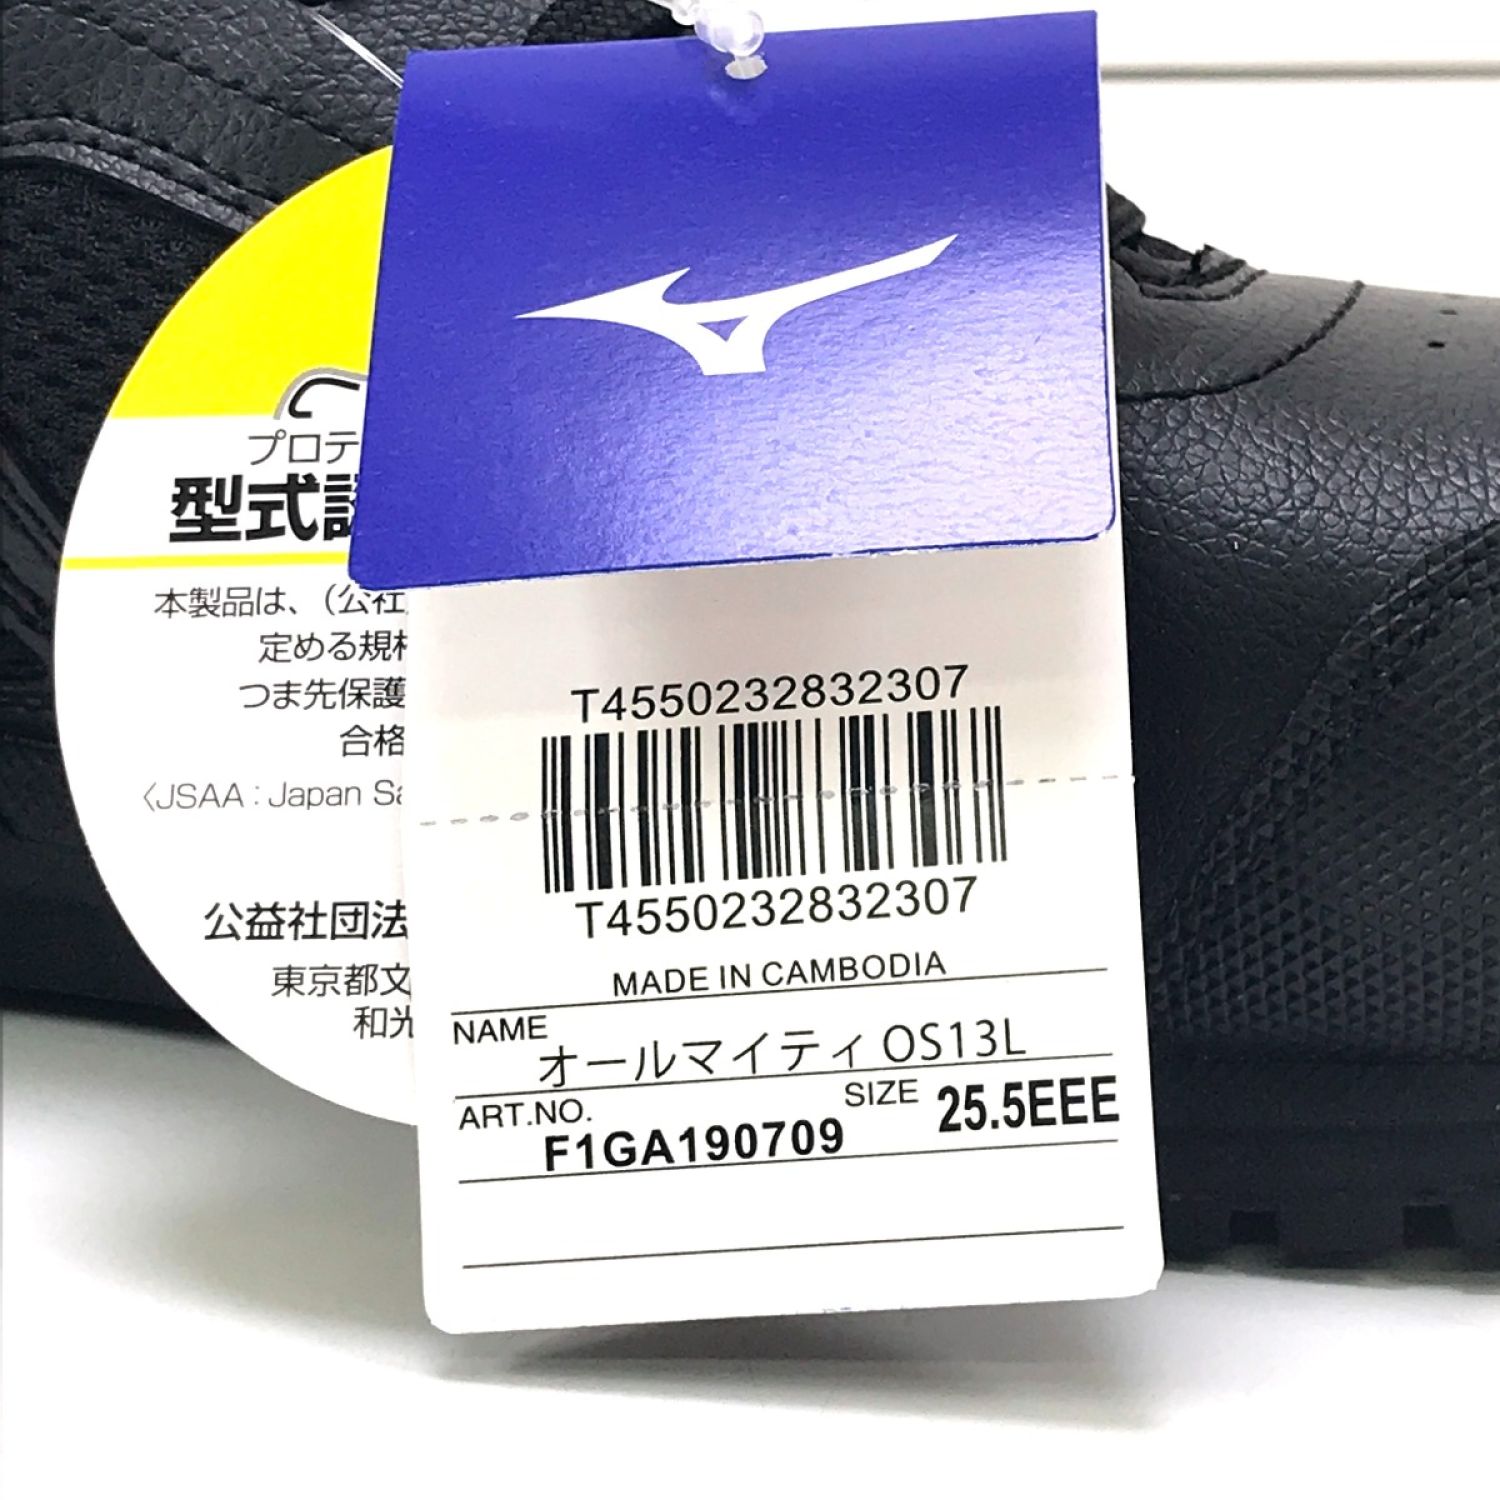 プロテ
型式認
本製品は、(公社
定める規格
つま先保護
合格
〈JSAA : Japan Sa
公益社団法
東京都文
和光
T4550232832307
T4550232832307
MADE IN CAMBODIA
NAME
オールマイティ OS13L
ART.NO.
F1GA190709
SIZE
25.5EEE